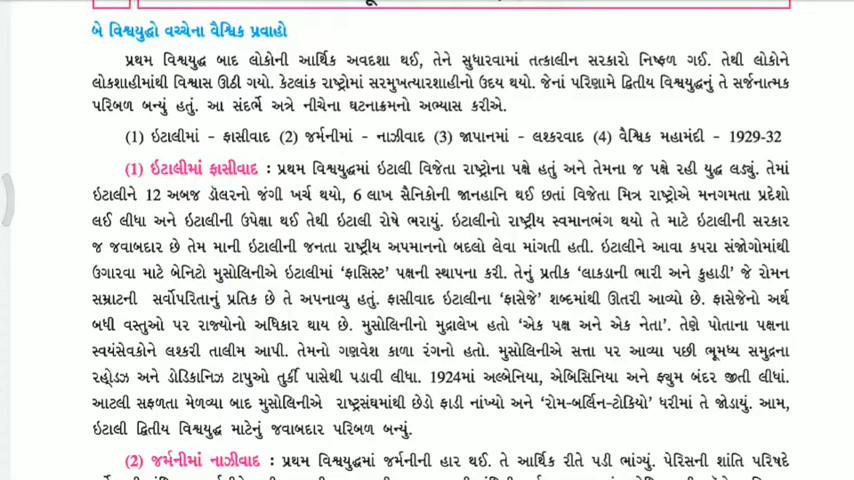 બે વિશ્વયુદ્ધો વચ્ચેના વૈશ્વિક પ્રવાહો
પ્રથમ વિશ્વયુદ્ધ બાદ લોકોની આર્થિક અવદશા થઈ, તેને સુધારવામાં તત્કાલીન સરકારો નિષ્ફળ ગઈ. તેથી લોકોને
લોકશાહીમાંથી વિશ્વાસ ઊઠી ગયો. કેટલાંક રાષ્ટ્રોમાં સરમુખત્યારશાહીનો ઉદય થયો. જેનાં પરિણામે દ્વિતીય વિશ્વયુદ્ધનું તે સર્જનાત્મક
પરિબળ બન્યું હતું. આ સંદર્ભે અત્રે નીચેના ઘટનાક્રમનો અભ્યાસ કરીએ.
(1) ઇટાલીમાં - ફાસીવાદ (2) જર્મનીમાં - નાઝીવાદ (3) જાપાનમાં - લશ્કરવાદ (4) વૈશ્વિક મહામંદી - 1929-32
(1) ઇટાલીમાં ફાસીવાદ : પ્રથમ વિશ્વયુદ્ધમાં ઇટાલી વિજેતા રાષ્ટ્રોના પક્ષે હતું અને તેમના જ પક્ષે રહી યુદ્ધ લડ્યું. તેમાં
ઇટાલીને 12 અબજ ડૉલરનો જંગી ખર્ચ થયો, 6 લાખ સૈનિકોની જાનહાનિ થઈ છતાં વિજેતા મિત્ર રાષ્ટ્રોએ મનગમતા પ્રદેશો
લઈ લીધા અને ઇટાલીની ઉપેક્ષા થઈ તેથી ઇટાલી રોષે ભરાયું. ઇટાલીનો રાષ્ટ્રીય સ્વમાનભંગ થયો તે માટે ઇટાલીની સરકાર
જ જવાબદાર છે તેમ માની ઇટાલીની જનતા રાષ્ટ્રીય અપમાનનો બદલો લેવા માંગતી હતી. ઇટાલીને આવા કપરા સંજોગોમાંથી
ઉગારવા માટે બેનિટો મુસોલિનીએ ઇટાલીમાં ‘ફાસિસ્ટ’ પક્ષની સ્થાપના કરી. તેનું પ્રતીક ‘લાકડાની ભારી અને કુહાડી’ જે રોમન
સમ્રાટની સર્વોપરિતાનું પ્રતિક છે તે અપનાવ્યુ હતું. ફાસીવાદ ઇટાલીના ‘ફાસેજે’ શબ્દમાંથી ઊતરી આવ્યો છે. ફાસેજેનો અર્થ
બધી વસ્તુઓ પર રાજ્યોનો અધિકાર થાય છે. મુસોલિનીનો મુદ્રાલેખ હતો ‘એક પક્ષ અને એક નેતા’. તેણે પોતાના પક્ષના
સ્વયંસેવકોને લશ્કરી તાલીમ આપી. તેમનો ગણવેશ કાળા રંગનો હતો. મુસોલિનીએ સત્તા પર આવ્યા પછી ભૂમધ્ય સમુદ્રના
રહોડઝ અને ડોડિકાનિઝ ટાપુઓ તુર્કી પાસેથી પડાવી લીધા. 1924માં અલ્બેનિયા, એબિસિનિયા અને ફ્યુમ બંદર જીતી લીધાં.
આટલી સફળતા મેળવ્યા બાદ મુસોલિનીએ રાષ્ટ્રસંઘમાંથી છેડો ફાડી નાંખ્યો અને ‘રોમ-બર્લિન-ટોકિયો’ ધરીમાં તે જોડાયું. આમ,
ઇટાલી દ્વિતીય વિશ્વયુદ્ધ માટેનું જવાબદાર પરિબળ બન્યું.
(2) જર્મનીમાં નાઝીવાદ : પ્રથમ વિશ્વયુદ્ધમાં જર્મનીની હાર થઈ. તે આર્થિક રીતે પડી ભાંગ્યું. પેરિસની શાંતિ પરિષદે